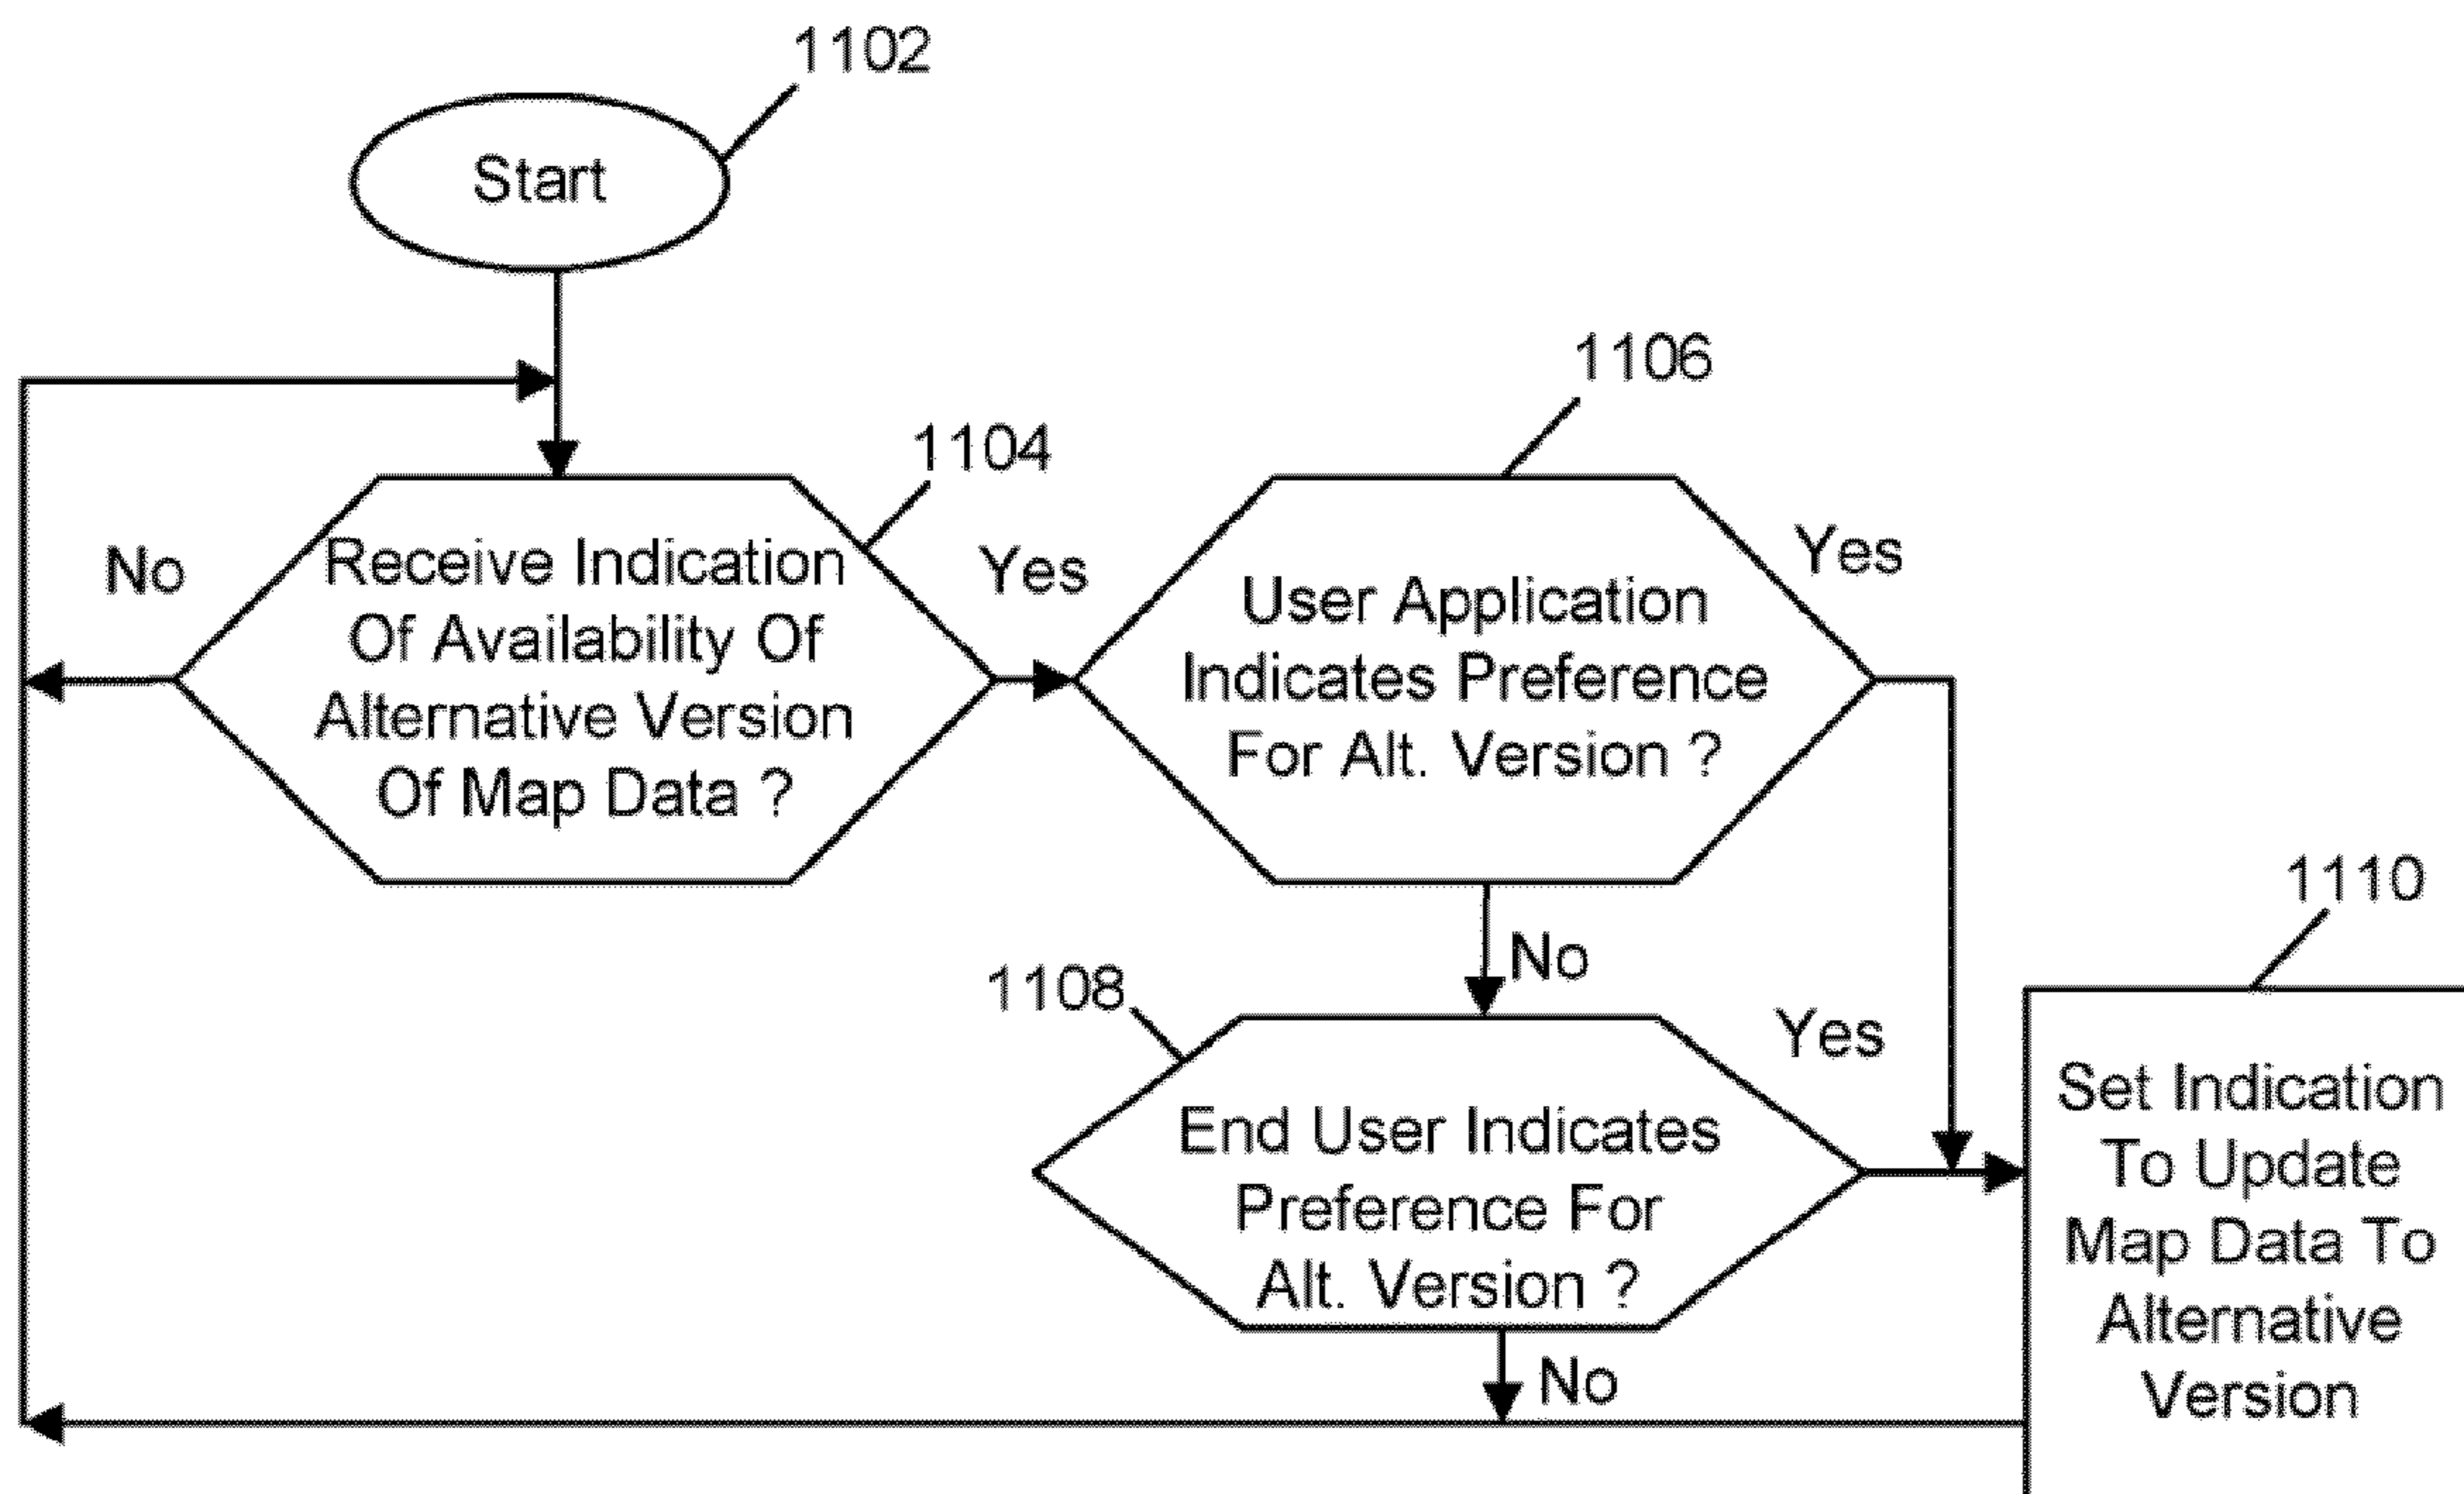 1102
Start
1104
No
Receive Indication
Of Availability Of
Alternative Version
Of Map Data ?
Yes
1106
User Application
Indicates Preference
For Alt. Version ?
Yes
No
1108
End User Indicates
Preference For
Alt. Version ?
Yes
No
1110
Set Indication
To Update
Map Data To
Alternative
Version